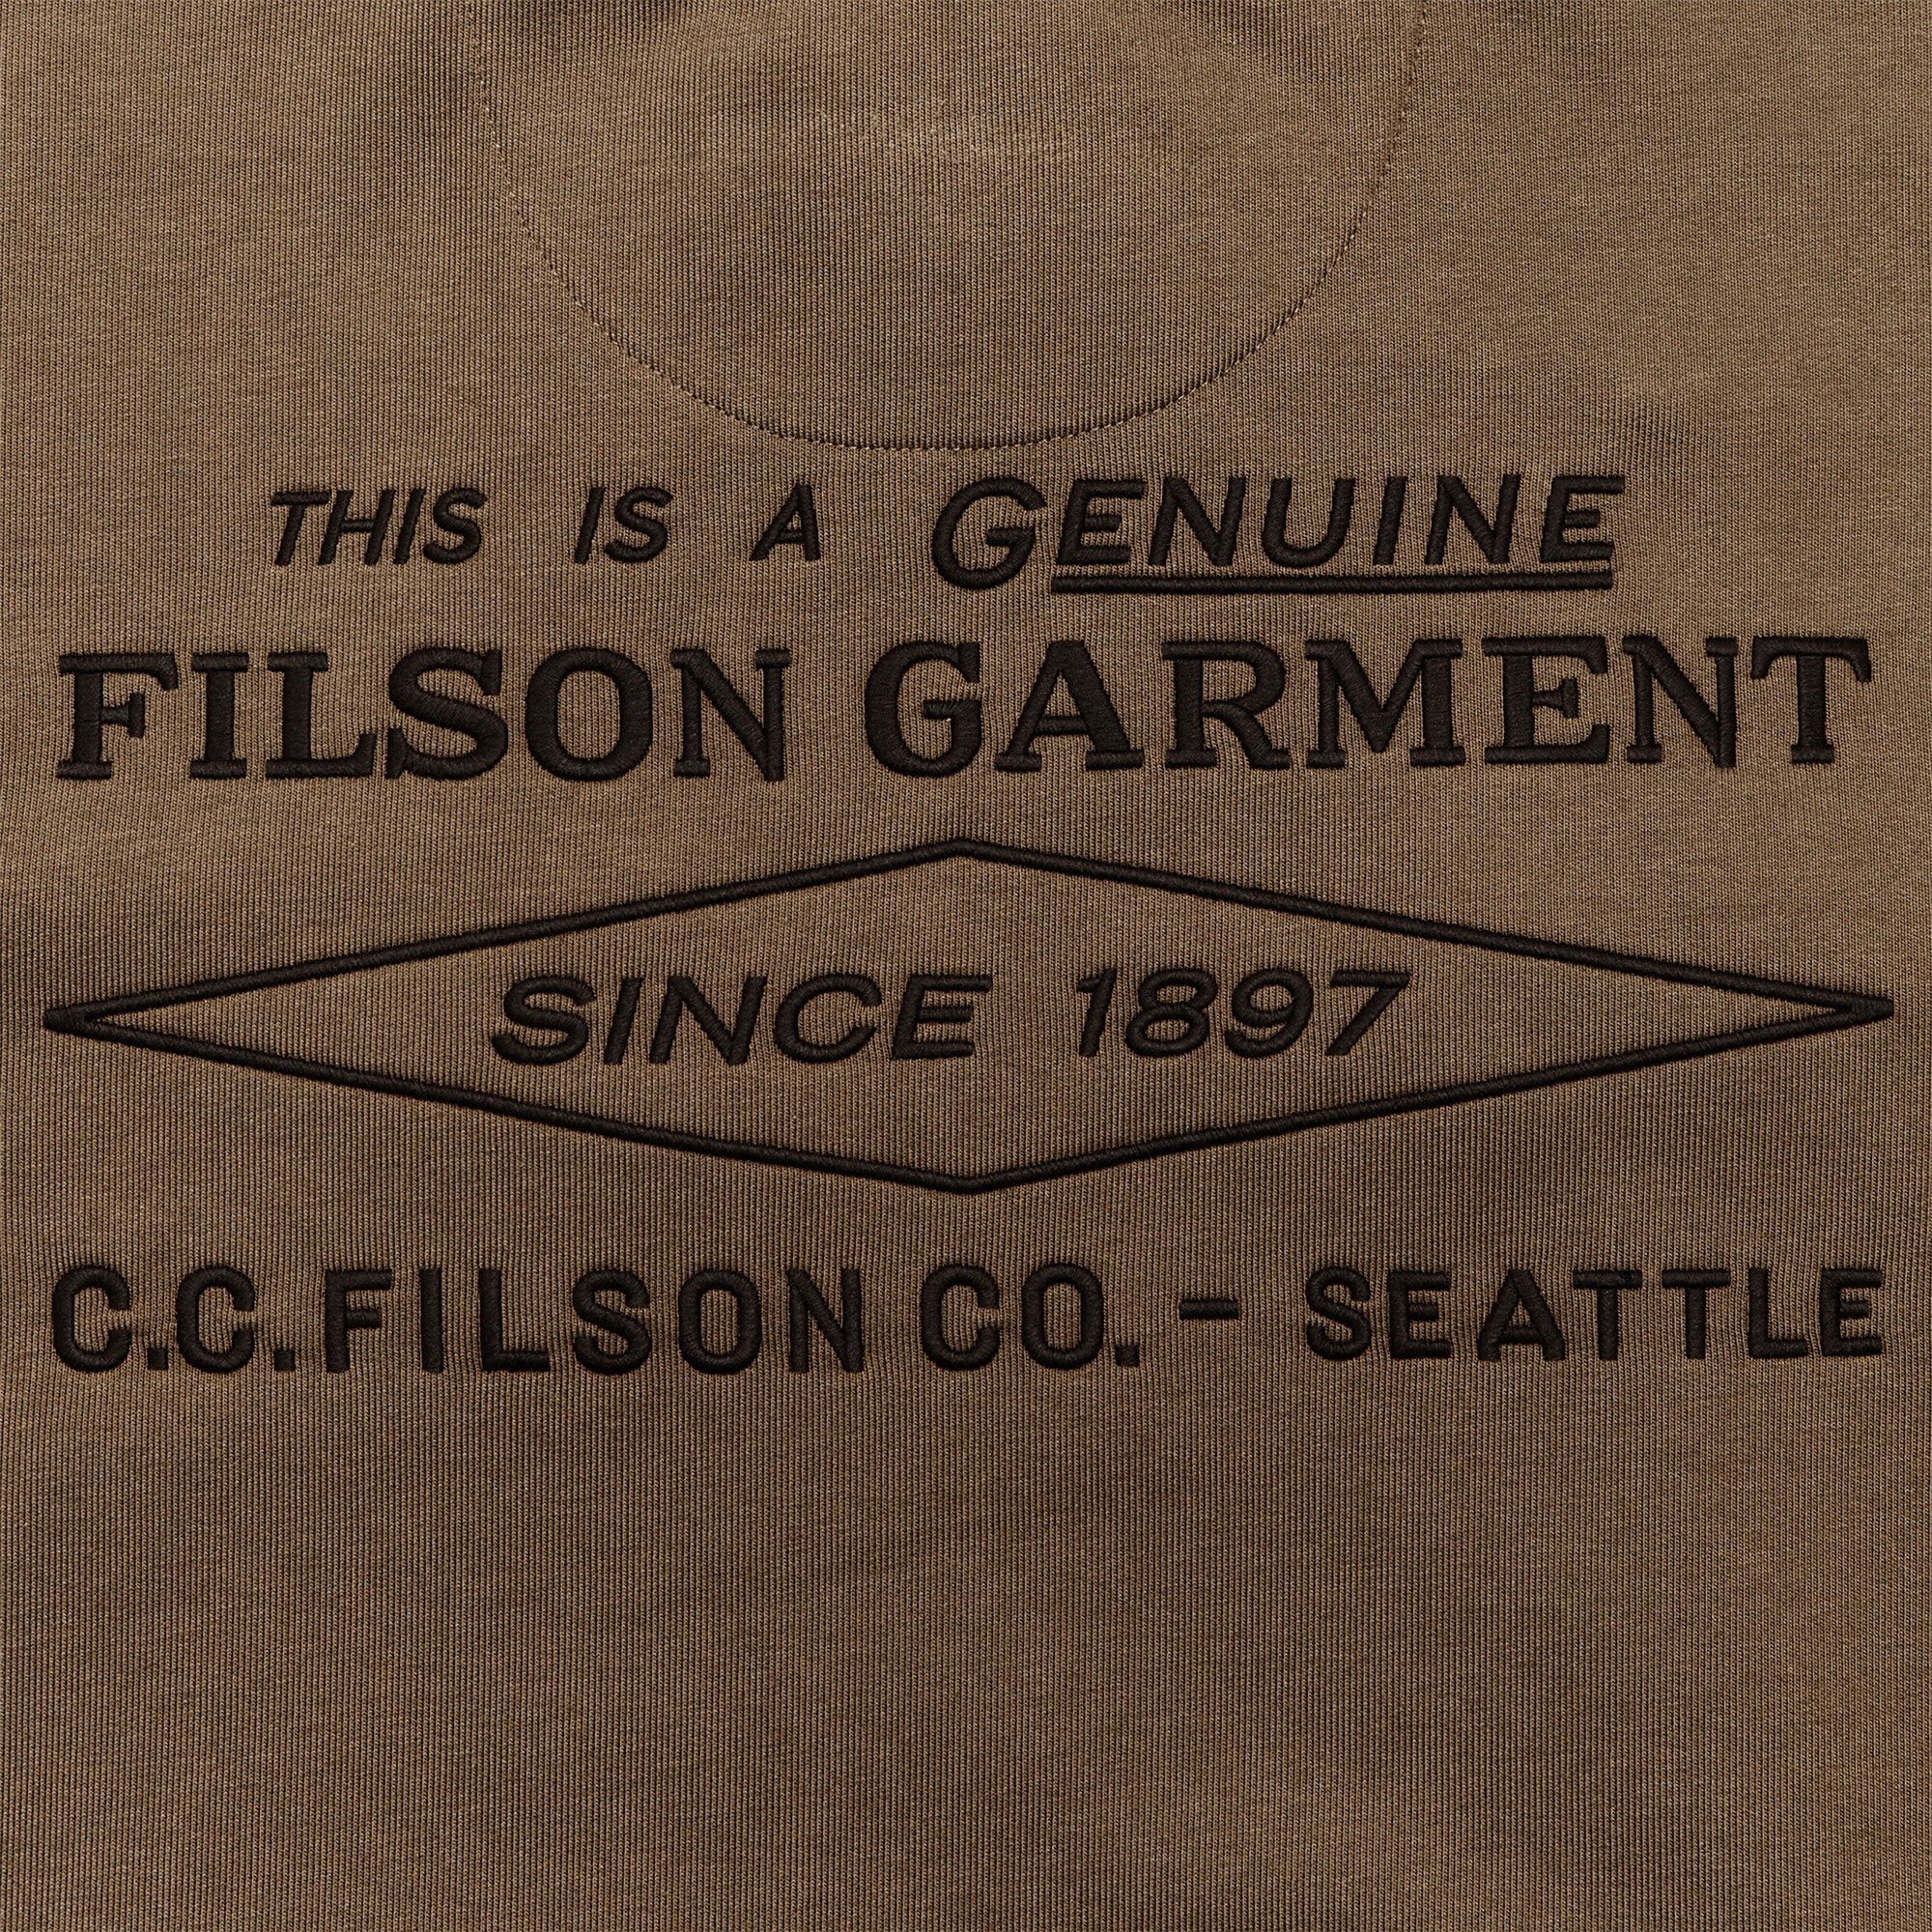 THIS IS A GENUINE
FILSON GARMENT
SINCE 1897
C.C. FILSON CO. - SEATTLE